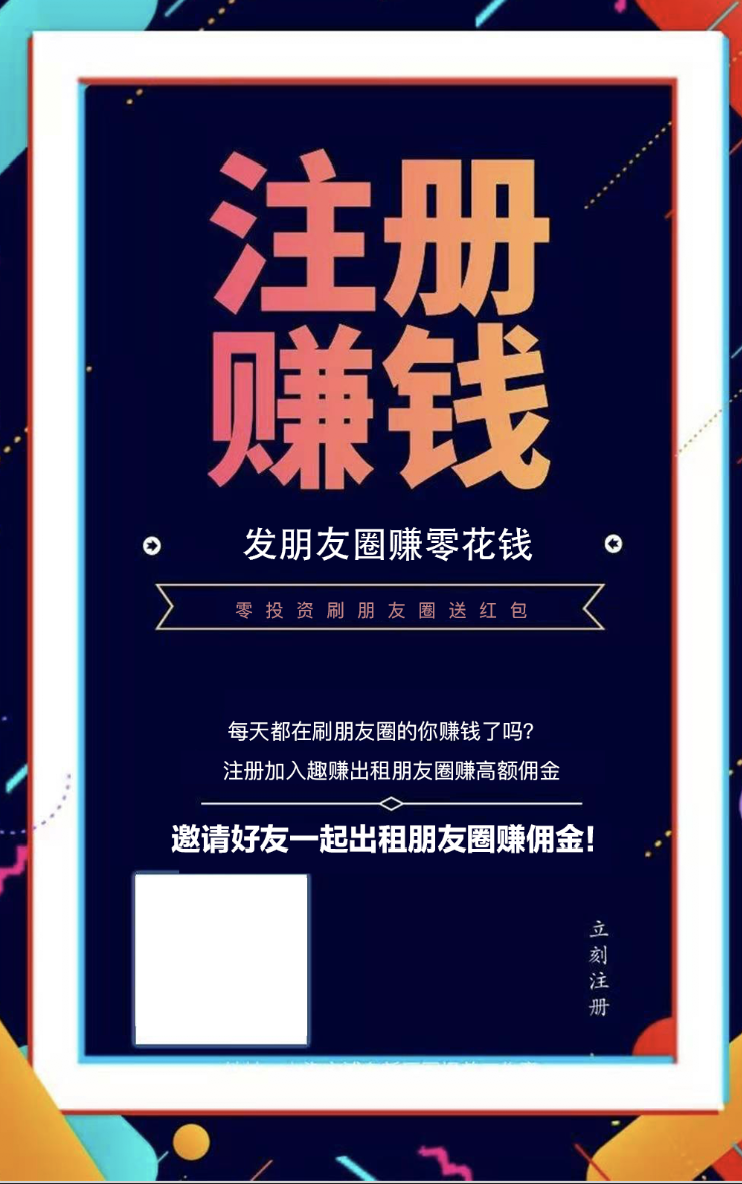 注册
赚钱
发朋友圈赚零花钱
零投资刷朋友圈送红包
每天都在刷朋友圈的你赚钱了吗？
注册加入趣赚出租朋友圈赚高额佣金
邀请好友一起出租朋友圈赚佣金！
立刻注册